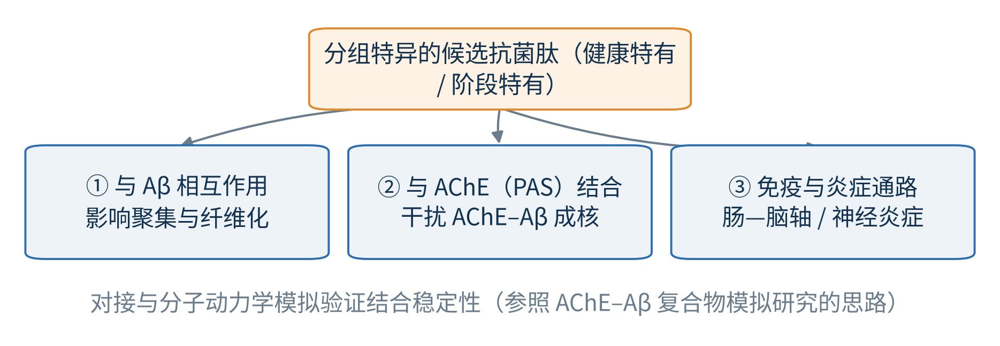 分组特异的候选抗菌肽（健康特有
/ 阶段特有）
① 与 Aβ 相互作用
影响聚集与纤维化
② 与 AChE（PAS）结合
干扰 AChE–Aβ 成核
③ 免疫与炎症通路
肠—脑轴 / 神经炎症
对接与分子动力学模拟验证结合稳定性（参照 AChE–Aβ 复合物模拟研究的思路）